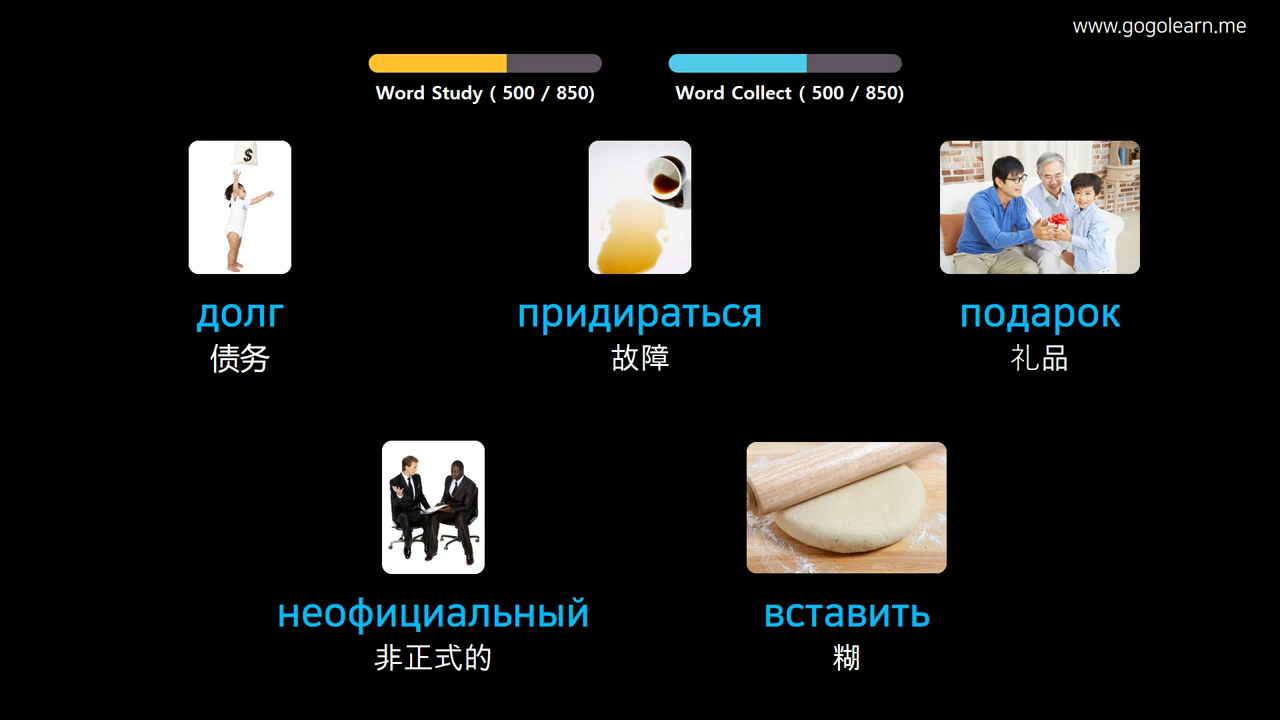 www.gogolearn.me
Word Study ( 500 / 850)
Word Collect ( 500 / 850)
$
долг
债务
придираться
故障
подарок
礼品
неофициальный
非正式的
вставить
糊